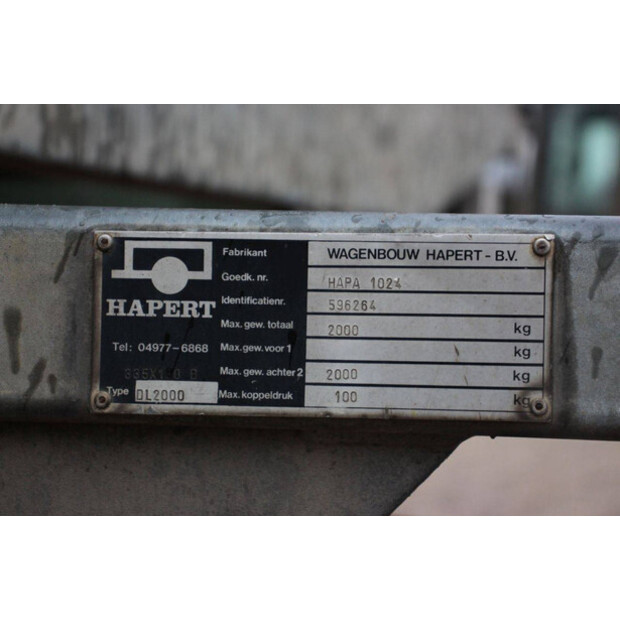 HAPERT
Tel: 04977-6868
Type DL2000
Fabrikant WAGENBOUW HAPERT - B.V.
Goedk. nr. HAPA 1024
Identificatienr. 596264
Max. gew. totaal 2000 kg
Max. gew. voor 1 kg
Max. gew. achter 2 2000 kg
Max. koppeldruk 100 kg